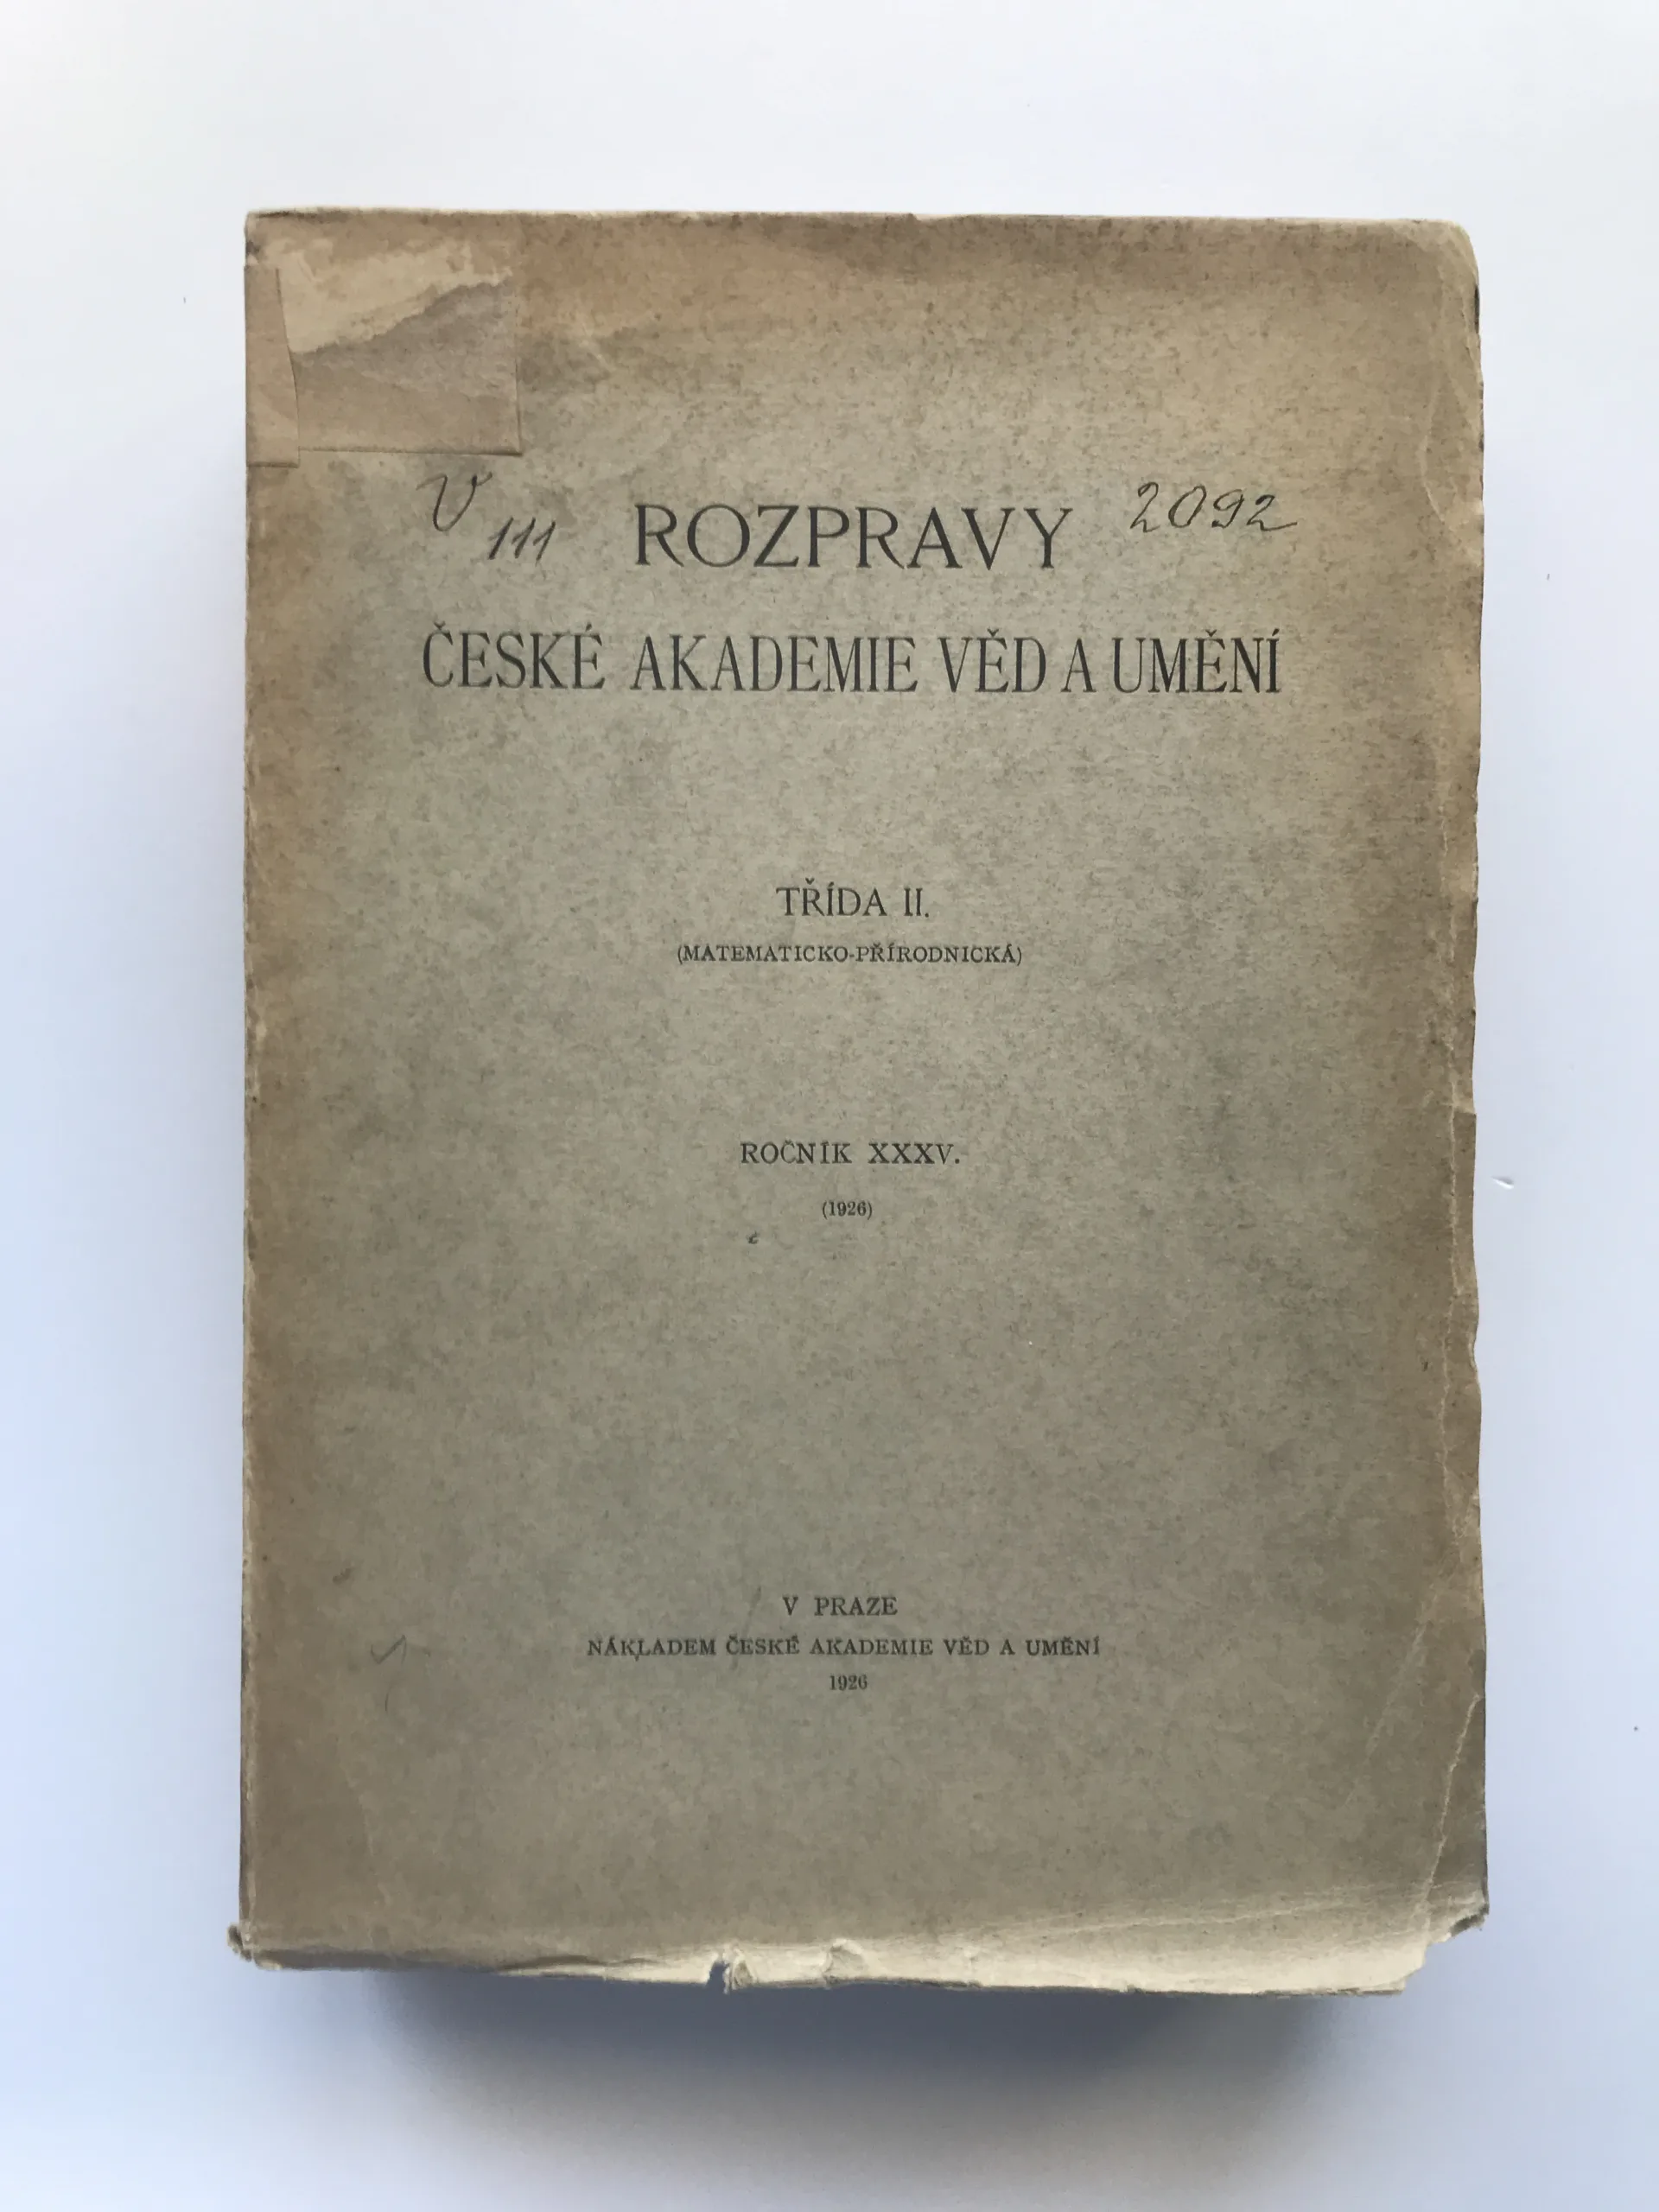 V 111 ROZPRAVY 2092
ČESKÉ AKADEMIE VĚD A UMĚNÍ
TŘÍDA II.
(MATEMATICKO-PŘÍRODNICKÁ)
ROČNÍK XXXV.
(1926)
V PRAZE
NÁKLADEM ČESKÉ AKADEMIE VĚD A UMĚNÍ
1926